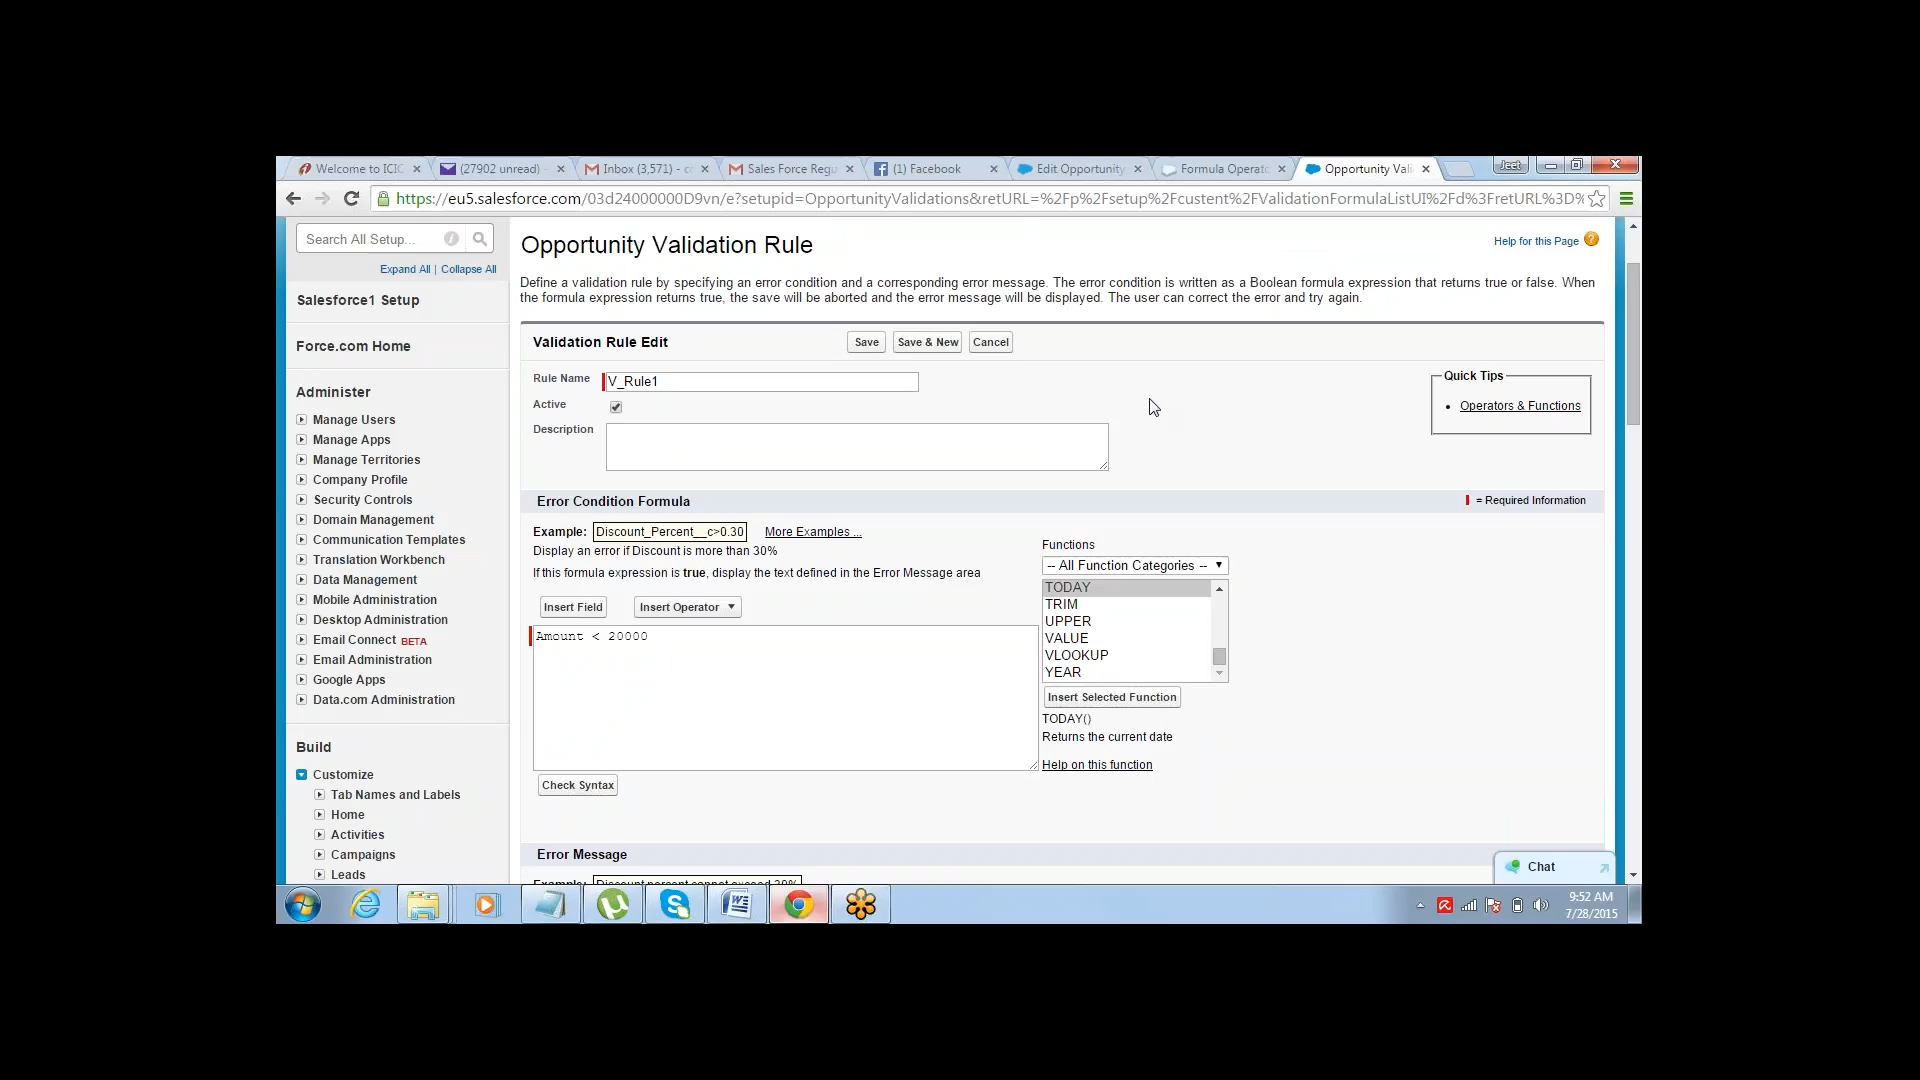 Welcome to ICIC
(27902 unread)
Inbox (3,571) - c
Sales Force Regu
(1) Facebook
Edit Opportunity
Formula Operat
Opportunity Vali
Jeet
https://eu5.salesforce.com/03d24000000D9vn/e?setupid=OpportunityValidations&retURL=%2Fp%2Fsetup%2Fcustent%2FValidationFormulaListUI%2Fd%3FretURL%3D%
Search All Setup...
Expand All | Collapse All
Salesforce1 Setup
Force.com Home
Administer
Manage Users
Manage Apps
Manage Territories
Company Profile
Security Controls
Domain Management
Communication Templates
Translation Workbench
Data Management
Mobile Administration
Desktop Administration
Email Connect BETA
Email Administration
Google Apps
Data.com Administration
Build
Customize
Tab Names and Labels
Home
Activities
Campaigns
Leads
Opportunity Validation Rule
Help for this Page
Define a validation rule by specifying an error condition and a corresponding error message. The error condition is written as a Boolean formula expression that returns true or false. When
the formula expression returns true, the save will be aborted and the error message will be displayed. The user can correct the error and try again.
Validation Rule Edit
Save
Save & New
Cancel
Rule Name V_Rule1
Active
Description
Quick Tips
Operators & Functions
Error Condition Formula
= Required Information
Example: Discount_Percent__c>0.30 More Examples ...
Display an error if Discount is more than 30%
If this formula expression is true, display the text defined in the Error Message area
Insert Field
Insert Operator
Amount < 20000
Check Syntax
Functions
-- All Function Categories --
TODAY
TRIM
UPPER
VALUE
VLOOKUP
YEAR
Insert Selected Function
TODAY()
Returns the current date
Help on this function
Error Message
Example: Discount percent cannot exceed 30%
Chat
9:52 AM
7/28/2015